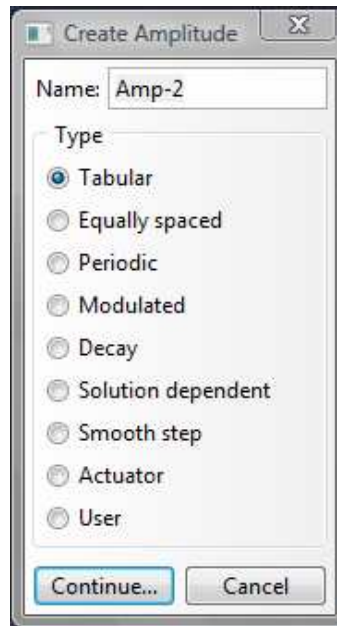 Create Amplitude
Name: Amp-2
Type
Tabular
Equally spaced
Periodic
Modulated
Decay
Solution dependent
Smooth step
Actuator
User
Continue... Cancel